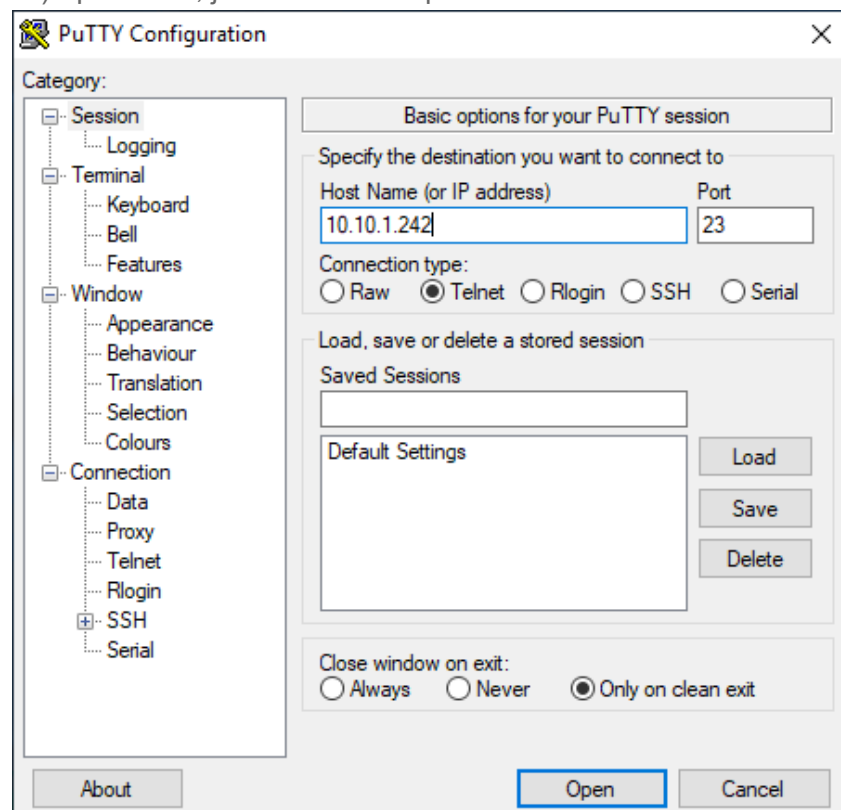 PuTTY Configuration
Category:
Session
Logging
Terminal
Keyboard
Bell
Features
Window
Appearance
Behaviour
Translation
Selection
Colours
Connection
Data
Proxy
Telnet
Rlogin
SSH
Serial
Basic options for your PuTTY session
Specify the destination you want to connect to
Host Name (or IP address) Port
10.10.1.242 23
Connection type:
Raw Telnet Rlogin SSH Serial
Load, save or delete a stored session
Saved Sessions
Default Settings
Load
Save
Delete
Close window on exit:
Always Never Only on clean exit
About Open Cancel